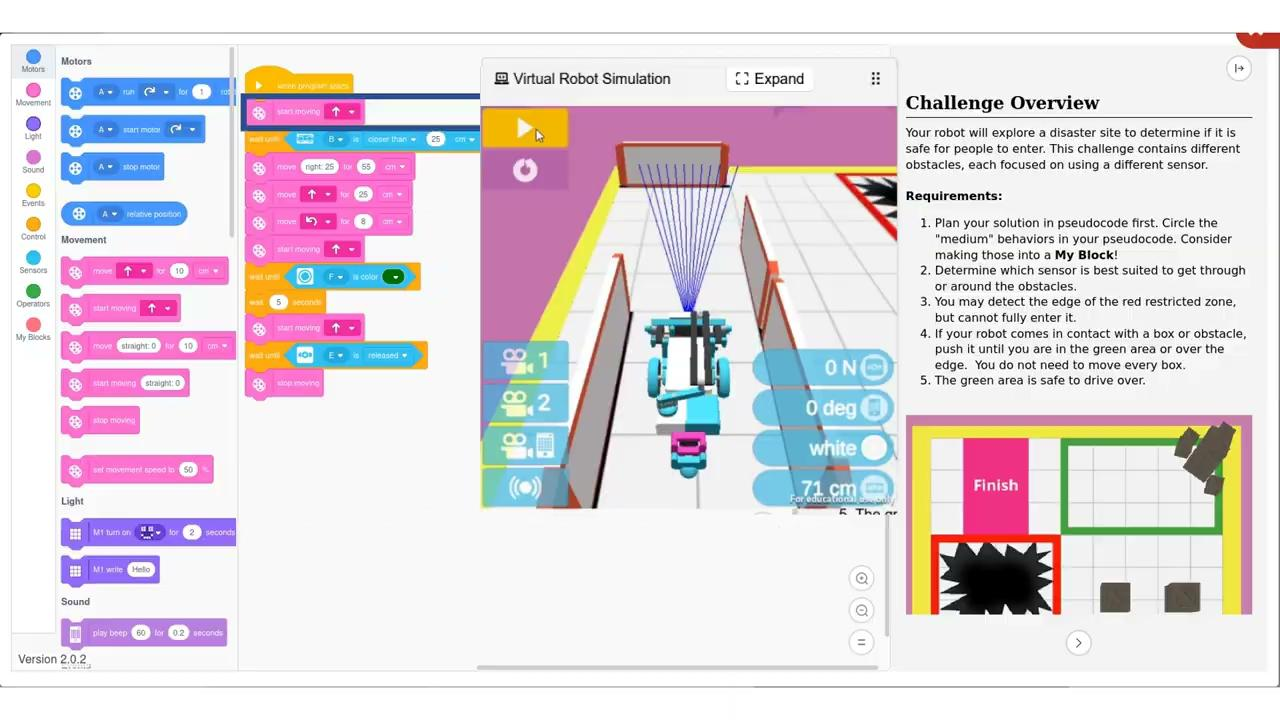 Motors
Movement
Light
Sound
Events
Control
Sensors
Operators
My Blocks
Version 2.0.2
Motors
A run for 1
A start motor
A stop motor
A relative position
Movement
move for 10 cm
start moving
move straight: 0 for 10 cm
start moving straight: 0
stop moving
set movement speed to 50 %
Light
M1 turn on for 2 seconds
M1 write Hello
Sound
play beep 60 for 0.2 seconds
when program starts
start moving
wait until B is closer than 25 cm
move right: 25 for 55 cm
move for 25 cm
move for 8 cm
start moving
wait until F is color
wait 5 seconds
start moving
wait until E is released
stop moving
Virtual Robot Simulation
Expand
1
2
0 N
0 deg
white
71 cm
For educational use only
5. The gr
Challenge Overview
Your robot will explore a disaster site to determine if it is
safe for people to enter. This challenge contains different
obstacles, each focused on using a different sensor.
Requirements:
1. Plan your solution in pseudocode first. Circle the
"medium" behaviors in your pseudocode. Consider
making those into a My Block!
2. Determine which sensor is best suited to get through
or around the obstacles.
3. You may detect the edge of the red restricted zone,
but cannot fully enter it.
4. If your robot comes in contact with a box or obstacle,
push it until you are in the green area or over the
edge. You do not need to move every box.
5. The green area is safe to drive over.
Finish